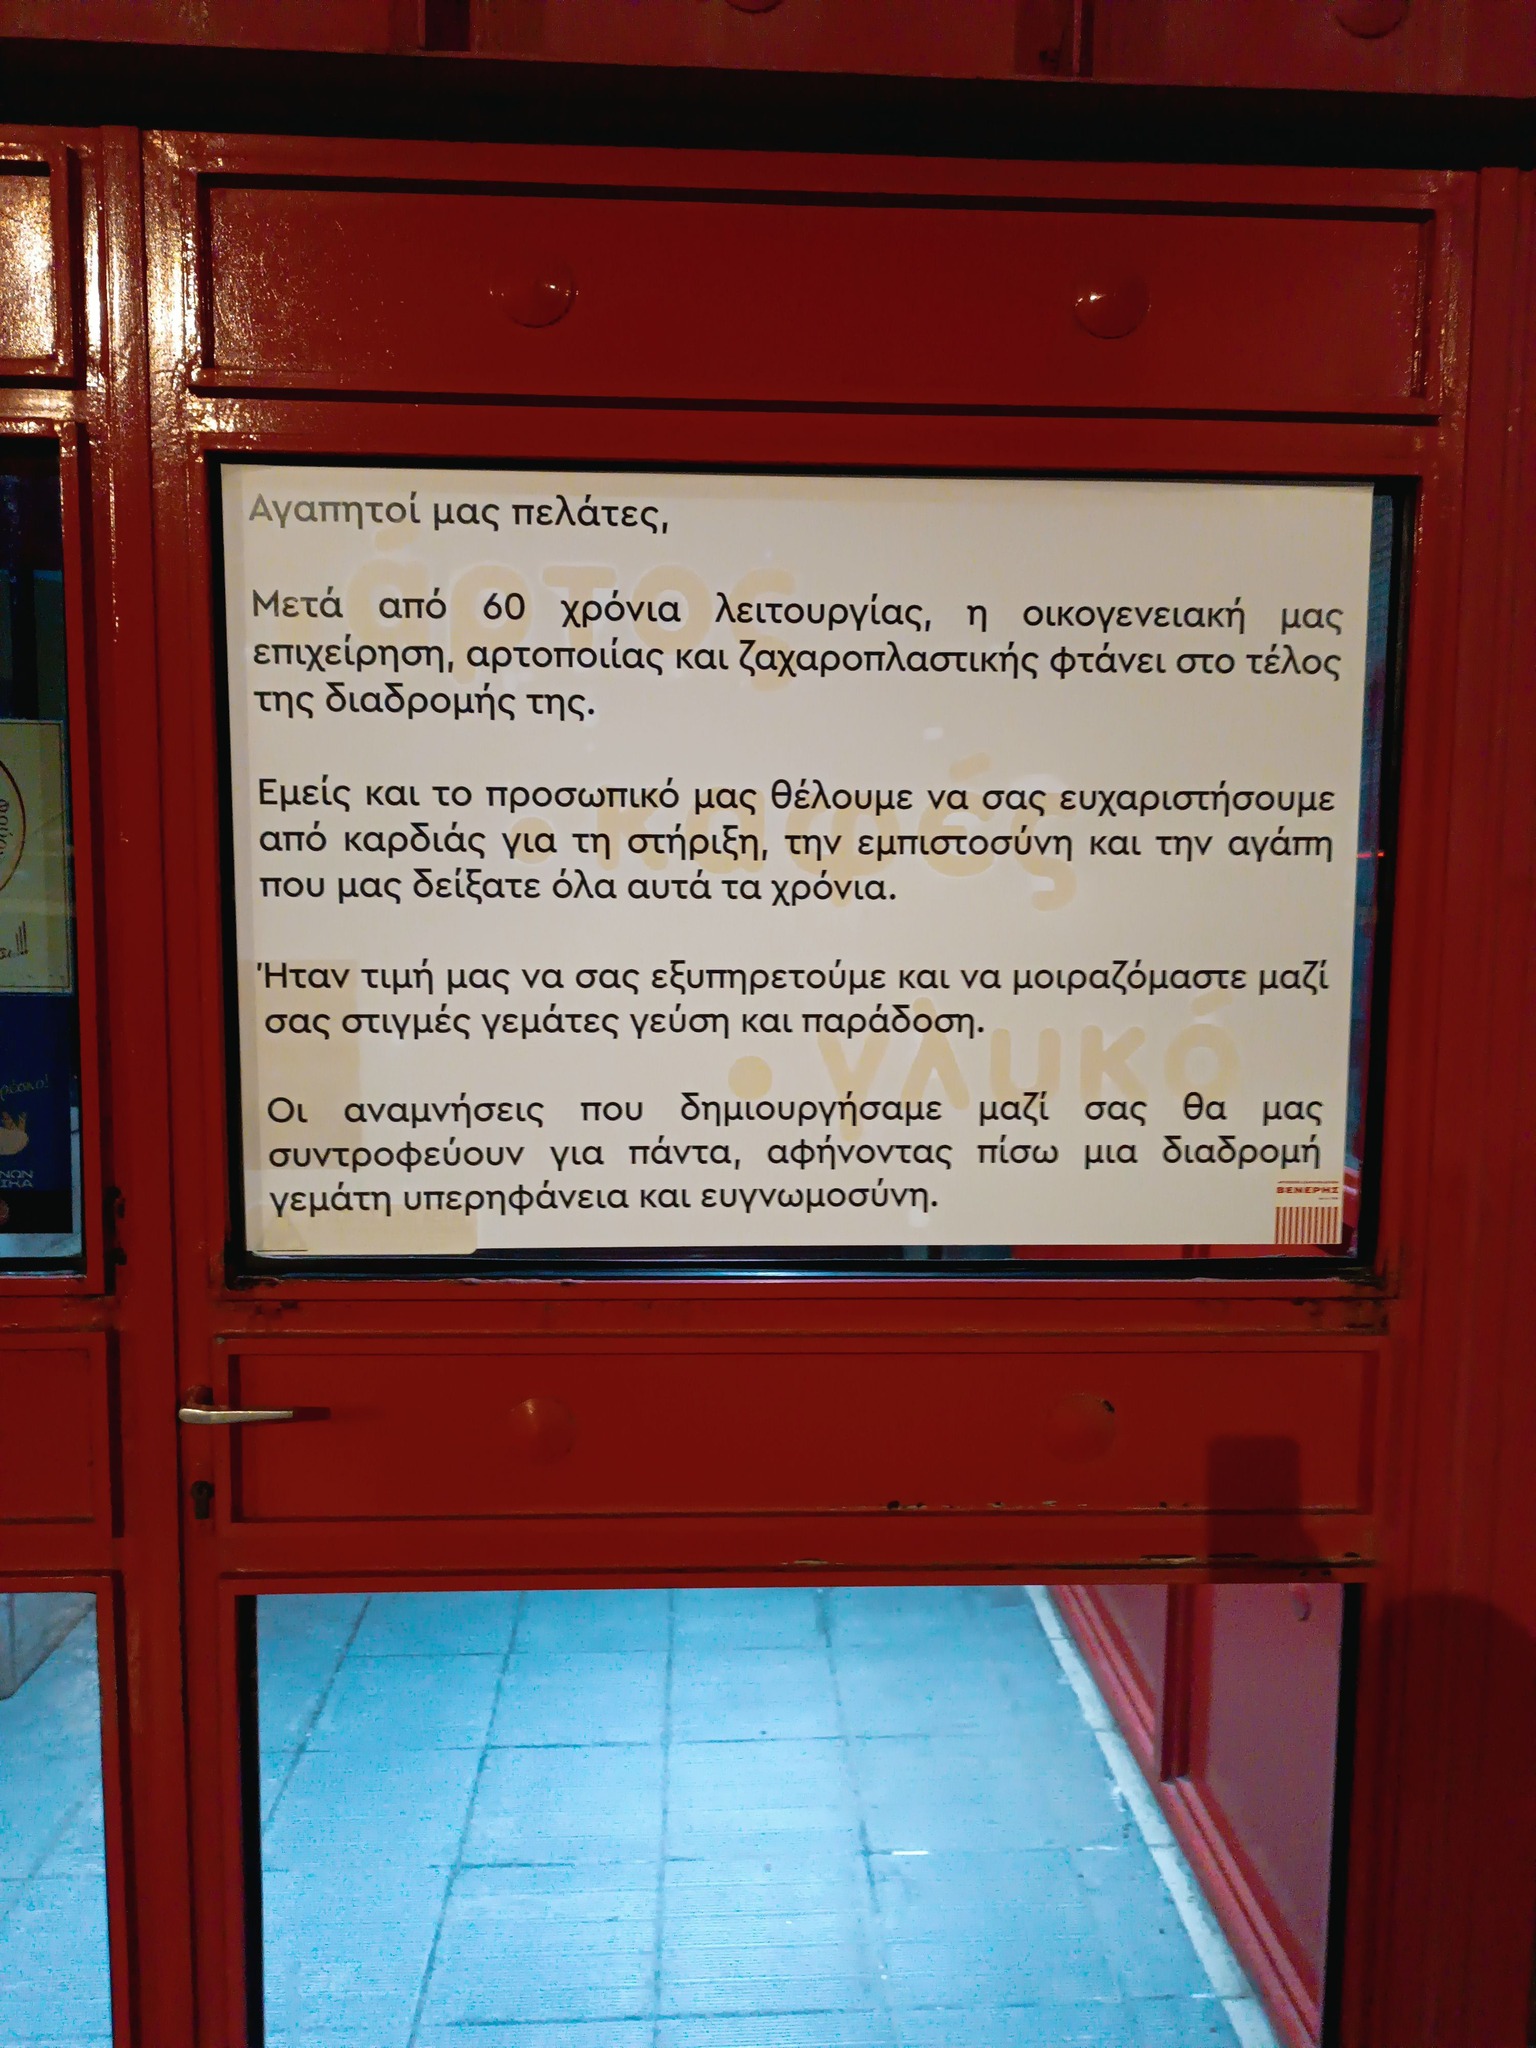 Αγαπητοί μας πελάτες,
Μετά από 60 χρόνια λειτουργίας, η οικογενειακή μας
επιχείρηση, αρτοποιίας και ζαχαροπλαστικής φτάνει στο τέλος
της διαδρομής της.
Εμείς και το προσωπικό μας θέλουμε να σας ευχαριστήσουμε
από καρδιάς για τη στήριξη, την εμπιστοσύνη και την αγάπη
που μας δείξατε όλα αυτά τα χρόνια.
Ήταν τιμή μας να σας εξυπηρετούμε και να μοιραζόμαστε μαζί
σας στιγμές γεμάτες γεύση και παράδοση.
Οι αναμνήσεις που δημιουργήσαμε μαζί σας θα μας
συντροφεύουν για πάντα, αφήνοντας πίσω μια διαδρομή
γεμάτη υπερηφάνεια και ευγνωμοσύνη.
ΒΕΝΕΡΗΣ
άρτος
• καφές
• γλυκό